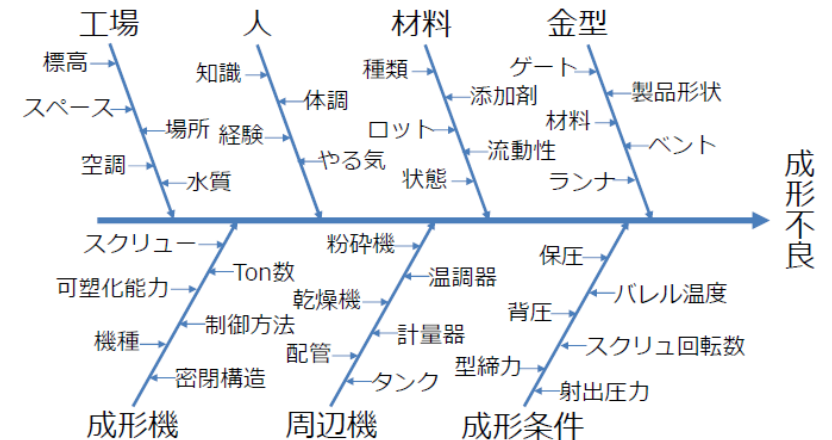 工場
人
材料
金型
標高
スペース
場所
空調
水質
知識
体調
経験
やる気
種類
添加剤
ロット
流動性
状態
ゲート
製品形状
材料
ベント
ランナ
成形不良
スクリュー
Ton数
可塑化能力
制御方法
機種
密閉構造
粉砕機
温調器
乾燥機
計量器
配管
タンク
保圧
バレル温度
背圧
スクリュ回転数
型締力
射出圧力
成形機
周辺機
成形条件